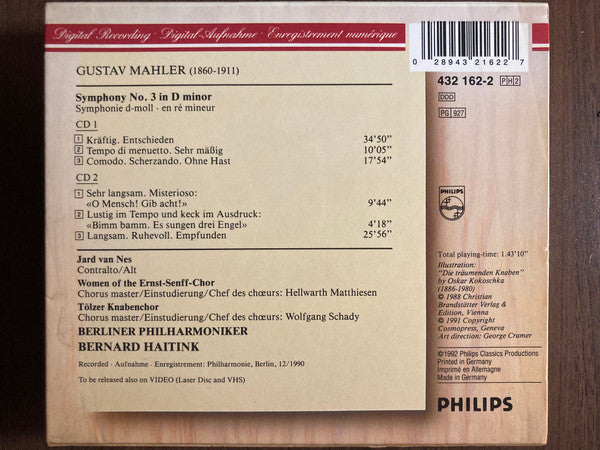 Digital Recording · Digital-Aufnahme · Enregistrement numérique
0 28943 21622 7
432 162-2 PH2
DDD
PG 927
GUSTAV MAHLER (1860-1911)
Symphony No. 3 in D minor
Symphonie d-moll · en ré mineur
CD 1
1 Kräftig. Entschieden 34'50"
2 Tempo di menuetto. Sehr mäßig 10'05"
3 Comodo. Scherzando. Ohne Hast 17'54"
CD 2
1 Sehr langsam. Misterioso:
«O Mensch! Gib acht!» 9'44"
2 Lustig im Tempo und keck im Ausdruck:
«Bimm bamm. Es sungen drei Engel» 4'18"
3 Langsam. Ruhevoll. Empfunden 25'56"
Jard van Nes
Contralto/Alt
Women of the Ernst-Senff-Chor
Chorus master/Einstudierung/Chef des chœurs: Hellwarth Matthiesen
Tölzer Knabenchor
Chorus master/Einstudierung/Chef des chœurs: Wolfgang Schady
BERLINER PHILHARMONIKER
BERNARD HAITINK
Recorded · Aufnahme · Enregistrement: Philharmonie, Berlin, 12/1990
To be released also on VIDEO (Laser Disc and VHS)
PHILIPS
Total playing-time: 1.43'10"
Illustration:
"Die träumenden Knaben"
by Oskar Kokoschka
(1886-1980)
© 1988 Christian
Brandstätter Verlag &
Edition, Vienna
© 1991 Copyright
Cosmopress, Geneva
Art direction: George Cramer
©1992 Philips Classics Productions
Printed in Germany
Imprimé en Allemagne
Made in Germany
PHILIPS